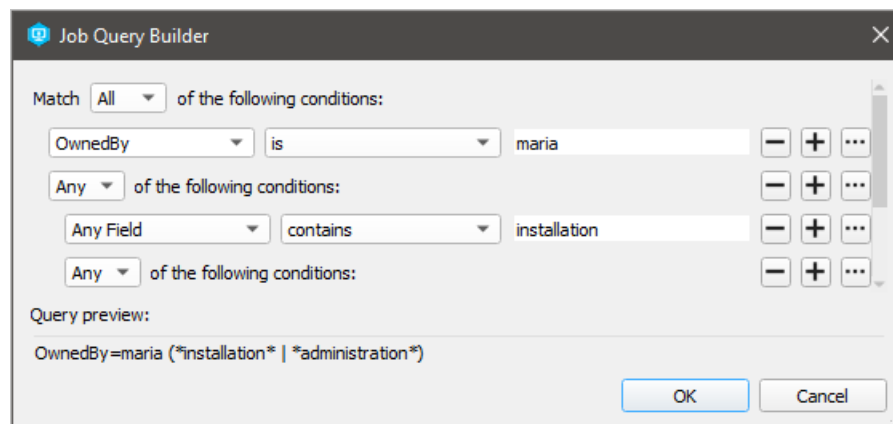 Job Query Builder
Match All of the following conditions:
OwnedBy is maria
Any of the following conditions:
Any Field contains installation
Any of the following conditions:
Query preview:
OwnedBy=maria (*installation* | *administration*)
OK Cancel